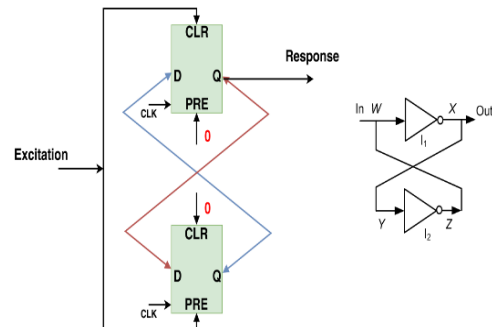 CLR
Response
D Q
PRE
CLK
0
Excitation
0
CLR
D Q
CLK
PRE
In W X Out
I1
Y Z
I2